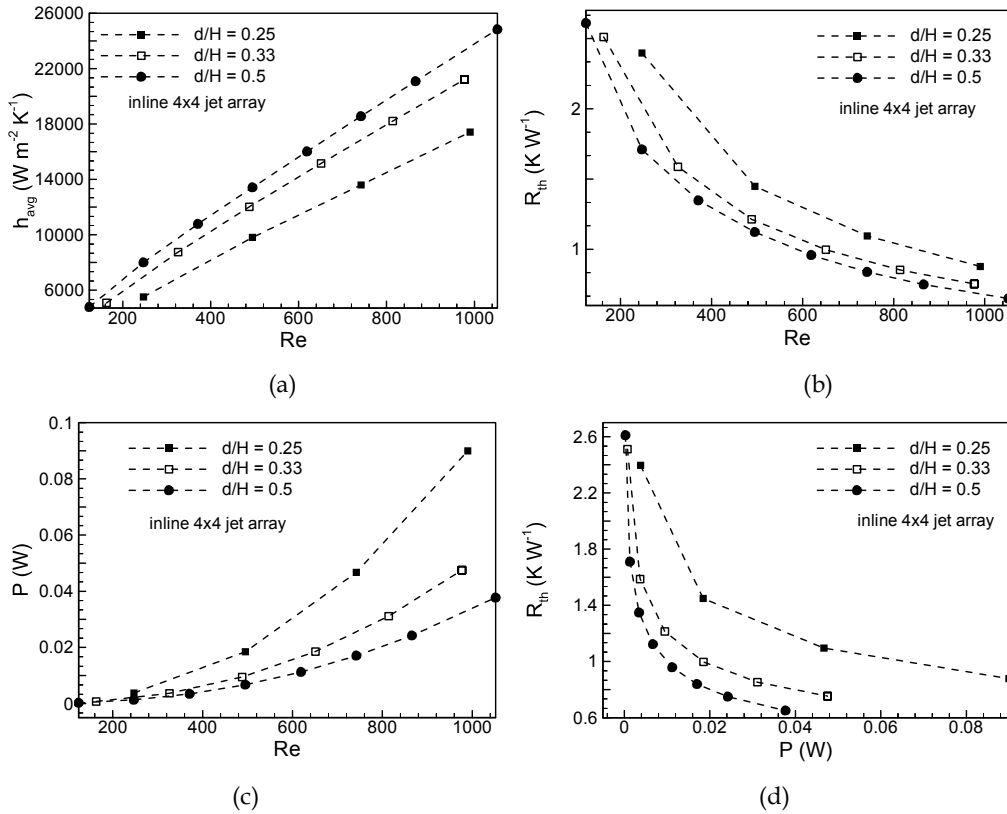 26000
22000
18000
14000
10000
6000
h_avg (W m^-2 K^-1)
d/H = 0.25
d/H = 0.33
d/H = 0.5
inline 4x4 jet array
200 400 600 800 1000
Re
(a)
2
1
R_th (K W^-1)
d/H = 0.25
d/H = 0.33
d/H = 0.5
inline 4x4 jet array
200 400 600 800 1000
Re
(b)
0.1
0.08
0.06
0.04
0.02
0
P (W)
d/H = 0.25
d/H = 0.33
d/H = 0.5
inline 4x4 jet array
200 400 600 800 1000
Re
(c)
2.6
2.2
1.8
1.4
1
0.6
R_th (K W^-1)
d/H = 0.25
d/H = 0.33
d/H = 0.5
inline 4x4 jet array
0 0.02 0.04 0.06 0.08
P (W)
(d)